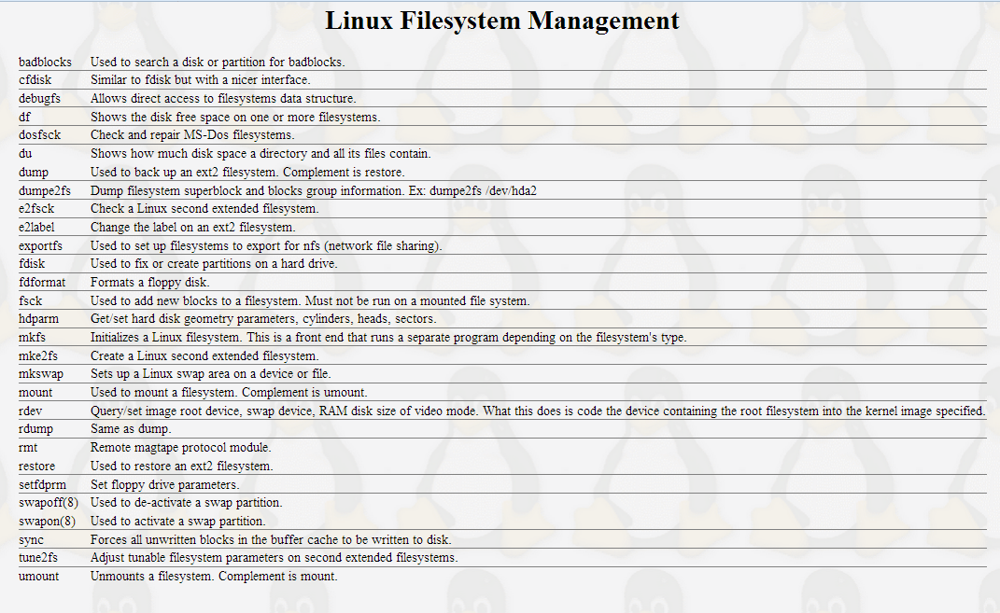 Linux Filesystem Management
badblocks Used to search a disk or partition for badblocks.
cfdisk Similar to fdisk but with a nicer interface.
debugfs Allows direct access to filesystems data structure.
df Shows the disk free space on one or more filesystems.
dosfsck Check and repair MS-Dos filesystems.
du Shows how much disk space a directory and all its files contain.
dump Used to back up an ext2 filesystem. Complement is restore.
dumpe2fs Dump filesystem superblock and blocks group information. Ex: dumpe2fs /dev/hda2
e2fsck Check a Linux second extended filesystem.
e2label Change the label on an ext2 filesystem.
exportfs Used to set up filesystems to export for nfs (network file sharing).
fdisk Used to fix or create partitions on a hard drive.
fdformat Formats a floppy disk.
fsck Used to add new blocks to a filesystem. Must not be run on a mounted file system.
hdparm Get/set hard disk geometry parameters, cylinders, heads, sectors.
mkfs Initializes a Linux filesystem. This is a front end that runs a separate program depending on the filesystem's type.
mke2fs Create a Linux second extended filesystem.
mkswap Sets up a Linux swap area on a device or file.
mount Used to mount a filesystem. Complement is umount.
rdev Query/set image root device, swap device, RAM disk size of video mode. What this does is code the device containing the root filesystem into the kernel image specified.
rdump Same as dump.
rmt Remote magtape protocol module.
restore Used to restore an ext2 filesystem.
setfdprm Set floppy drive parameters.
swapoff(8) Used to de-activate a swap partition.
swapon(8) Used to activate a swap partition.
sync Forces all unwritten blocks in the buffer cache to be written to disk.
tune2fs Adjust tunable filesystem parameters on second extended filesystems.
umount Unmounts a filesystem. Complement is mount.